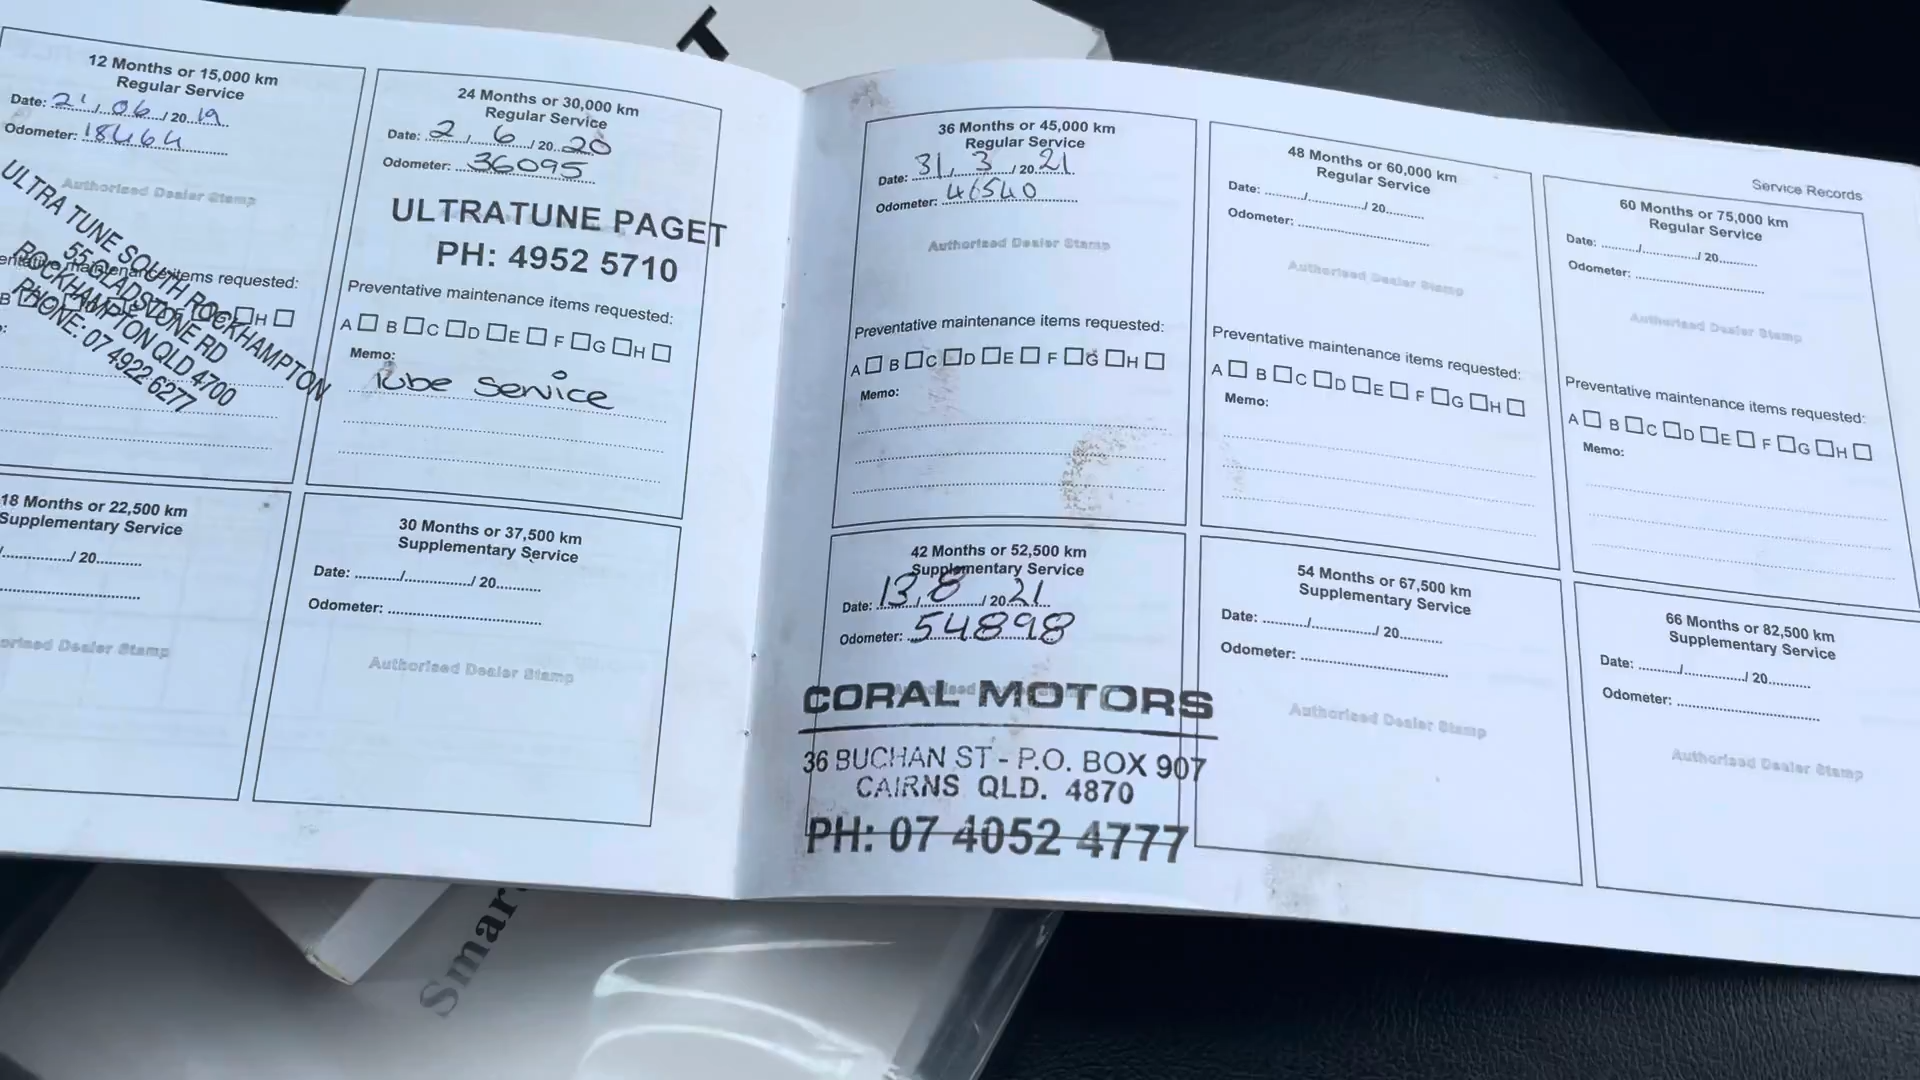 T
12 Months or 15,000 km
Regular Service
Date: 21/06/2019
Odometer: 18464
Authorised Dealer Stamp
ULTRA TUNE SOUTH ROCKHAMPTON
55 GLADSTONE RD
ROCKHAMPTON QLD 4700
PHONE: 07 4922 6277
items requested:
B
H
18 Months or 22,500 km
Supplementary Service
/............/ 20............
Dealer Stamp
24 Months or 30,000 km
Regular Service
Date: 2/6/2020
Odometer: 36095
ULTRATUNE PAGET
PH: 4952 5710
Preventative maintenance items requested:
A B C D E F G H
Memo:
lube service
30 Months or 37,500 km
Supplementary Service
Date: .........../.............../ 20...........
Odometer: .......................................
Authorised Dealer Stamp
36 Months or 45,000 km
Regular Service
Date: 31/3/2021
Odometer: 46540
Authorised Dealer Stamp
Preventative maintenance items requested:
A B C D E F G H
Memo:
42 Months or 52,500 km
Supplementary Service
Date: 13/8/2021
Odometer: 54898
CORAL MOTORS
36 BUCHAN ST - P.O. BOX 907
CAIRNS QLD. 4870
PH: 07 4052 4777
48 Months or 60,000 km
Regular Service
Date: ........../.............../ 20..........
Odometer: .......................................
Authorised Dealer Stamp
Preventative maintenance items requested:
A B C D E F G H
Memo:
54 Months or 67,500 km
Supplementary Service
Date: .........../................/ 20...........
Odometer: .......................................
Authorised Dealer Stamp
Service Records
60 Months or 75,000 km
Regular Service
Date: ........../.............../ 20..........
Odometer: .......................................
Authorised Dealer Stamp
Preventative maintenance items requested:
A B C D E F G H
Memo:
66 Months or 82,500 km
Supplementary Service
Date: ........../................/ 20...........
Odometer: .......................................
Authorised Dealer Stamp
Smar